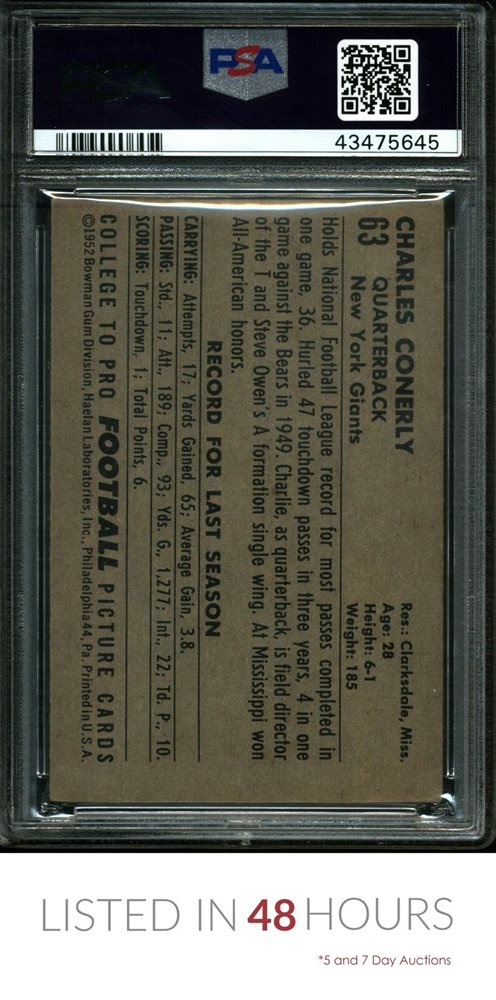 PSA
43475645
CHARLES CONERLY
63 QUARTERBACK
New York Giants
Res.: Clarksdale, Miss.
Age: 28
Height: 6-1
Weight: 185
Holds National Football League record for most passes completed in
one game, 36. Hurled 47 touchdown passes in three years, 4 in one
game against the Bears in 1949. Charlie, as quarterback, is field director
of the T and Steve Owen's A formation single wing. At Mississippi won
All-American honors.
RECORD FOR LAST SEASON
CARRYING: Attempts, 17; Yards Gained, 65; Average Gain, 3.8.
PASSING: Std., 11; Att., 189; Comp., 93; Yds. G., 1,277; Int., 22; Td. P., 10.
SCORING: Touchdown, 1; Total Points, 6.
COLLEGE TO PRO FOOTBALL PICTURE CARDS
©1952 Bowman Gum Division, Haelan Laboratories, Inc., Philadelphia 44, Pa. Printed in U.S.A.
LISTED IN 48 HOURS
*5 and 7 Day Auctions